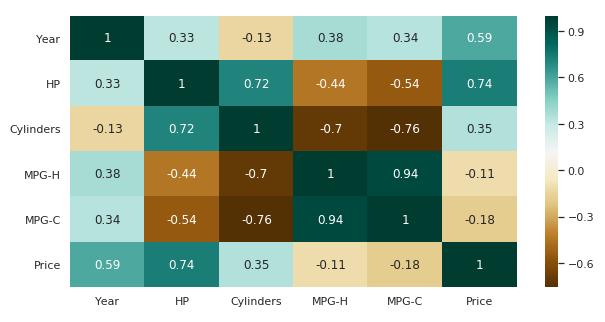 Year 1 0.33 -0.13 0.38 0.34 0.59
HP 0.33 1 0.72 -0.44 -0.54 0.74
Cylinders -0.13 0.72 1 -0.7 -0.76 0.35
MPG-H 0.38 -0.44 -0.7 1 0.94 -0.11
MPG-C 0.34 -0.54 -0.76 0.94 1 -0.18
Price 0.59 0.74 0.35 -0.11 -0.18 1
Year HP Cylinders MPG-H MPG-C Price
0.9
0.6
0.3
0.0
−0.3
−0.6